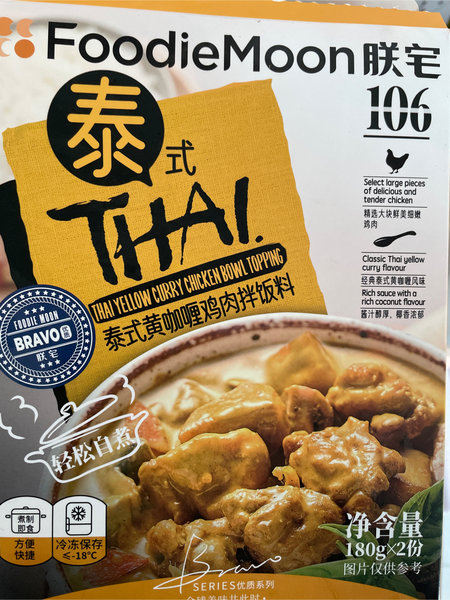 FoodieMoon 朕宅
106
泰式
THAI
THAI YELLOW CURRY CHICKEN BOWL TOPPING
泰式黄咖喱鸡肉拌饭料
Select large pieces
of delicious and
tender chicken
精选大块鲜美细嫩
鸡肉
Classic Thai yellow
curry flavour
经典泰式黄咖喱风味
Rich sauce with a
rich coconut flavour
酱汁醇厚、椰香浓郁
FOODIE MOON
BRAVO
朕宅
轻松自煮
煮制
即食
方便
快捷
冷冻保存
≤-18°C
Bravo
SERIES优质系列
净含量
180g×2份
图片仅供参考